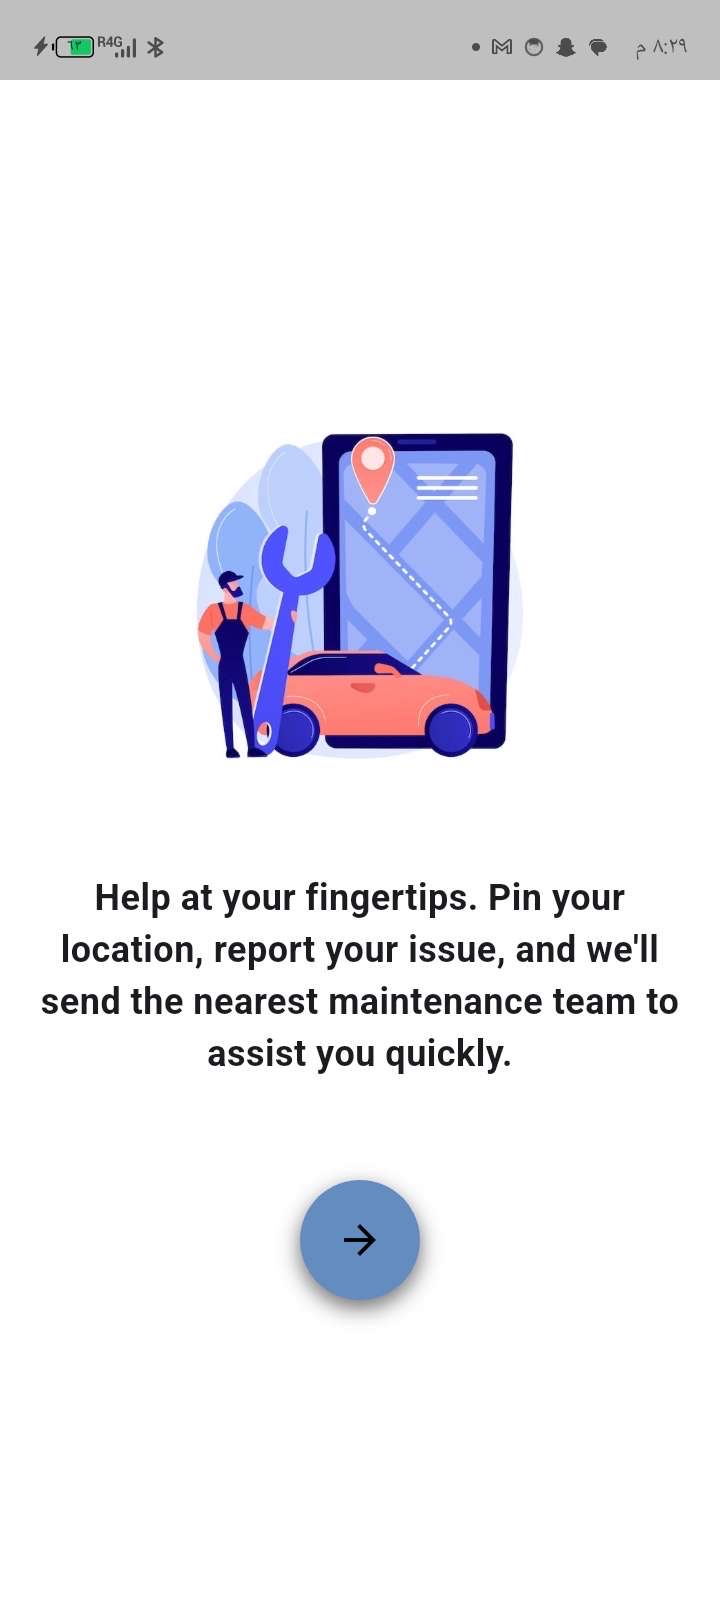 ٦٣ R4G ٨:٢٩ م
Help at your fingertips. Pin your
location, report your issue, and we'll
send the nearest maintenance team to
assist you quickly.